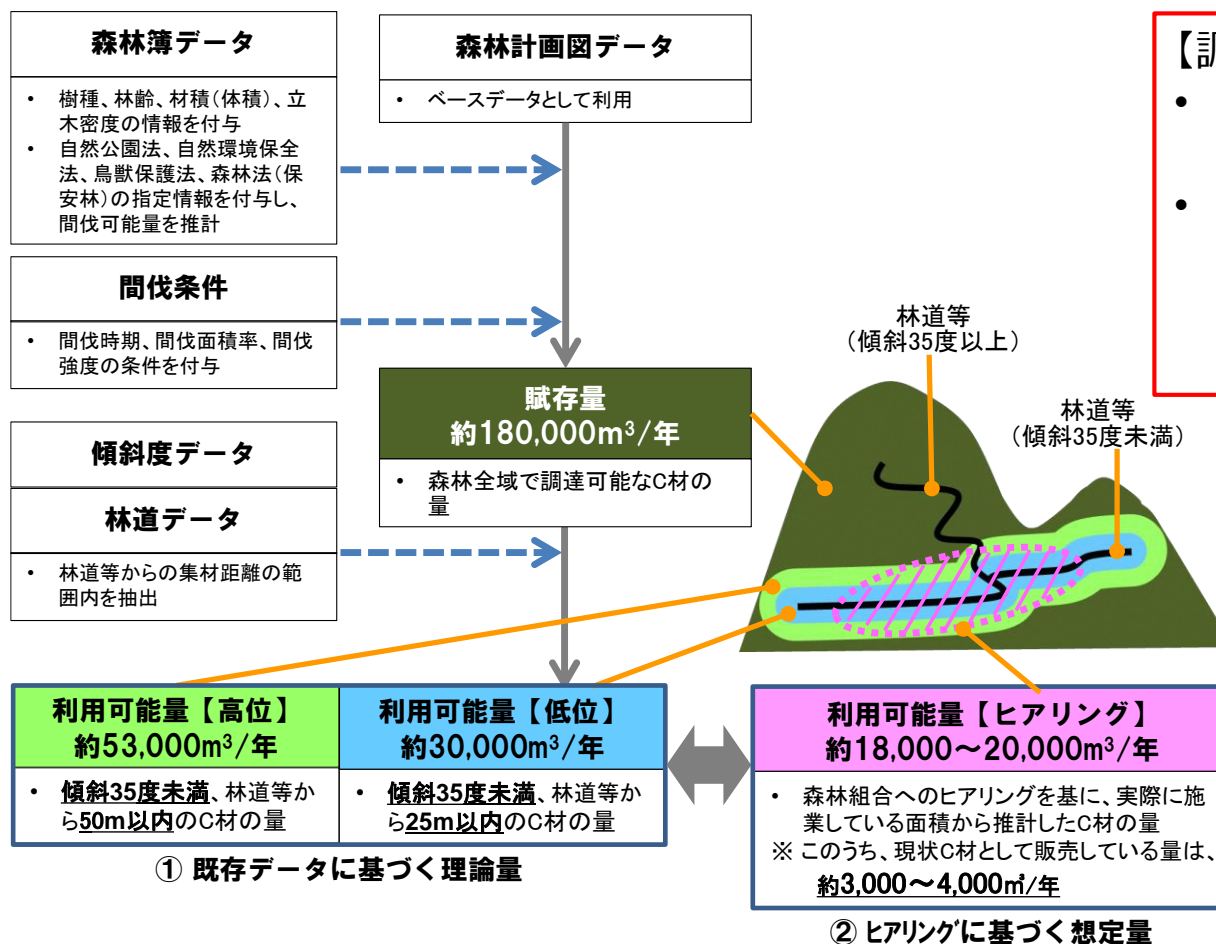 森林簿データ
• 樹種、林齢、材積(体積)、立
木密度の情報を付与
• 自然公園法、自然環境保全
法、鳥獣保護法、森林法(保
安林)の指定情報を付与し、
間伐可能量を推計
森林計画図データ
• ベースデータとして利用
【調
•
•
間伐条件
• 間伐時期、間伐面積率、間伐
強度の条件を付与
賦存量
約180,000m³/年
• 森林全域で調達可能なC材の
量
傾斜度データ
林道データ
• 林道等からの集材距離の範
囲内を抽出
林道等
(傾斜35度以上)
林道等
(傾斜35度未満)
利用可能量【高位】
約53,000m³/年
• 傾斜35度未満、林道等か
ら50m以内のC材の量
利用可能量【低位】
約30,000m³/年
• 傾斜35度未満、林道等か
ら25m以内のC材の量
① 既存データに基づく理論量
利用可能量【ヒアリング】
約18,000～20,000m³/年
• 森林組合へのヒアリングを基に、実際に施
業している面積から推計したC材の量
※ このうち、現状C材として販売している量は、
約3,000～4,000㎥/年
② ヒアリングに基づく想定量